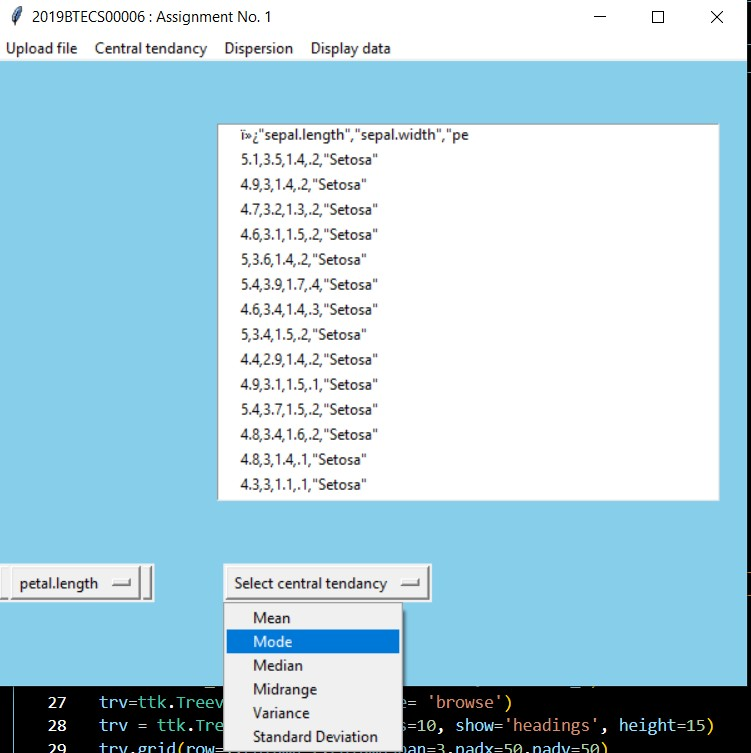 2019BTECS00006 : Assignment No. 1
Upload file Central tendancy Dispersion Display data
ï»¿"sepal.length","sepal.width","pe
5.1,3.5,1.4,.2,"Setosa"
4.9,3,1.4,.2,"Setosa"
4.7,3.2,1.3,.2,"Setosa"
4.6,3.1,1.5,.2,"Setosa"
5,3.6,1.4,.2,"Setosa"
5.4,3.9,1.7,.4,"Setosa"
4.6,3.4,1.4,.3,"Setosa"
5,3.4,1.5,.2,"Setosa"
4.4,2.9,1.4,.2,"Setosa"
4.9,3.1,1.5,.1,"Setosa"
5.4,3.7,1.5,.2,"Setosa"
4.8,3.4,1.6,.2,"Setosa"
4.8,3,1.4,.1,"Setosa"
4.3,3,1.1,.1,"Setosa"
petal.length Select central tendancy
Mean
Mode
Median
Midrange
Variance
Standard Deviation
27 trv=ttk.Treev = 'browse')
28 trv = ttk.Tre s=10, show='headings', height=15)
29 trv.grid(row =3,padx=50,pady=50)